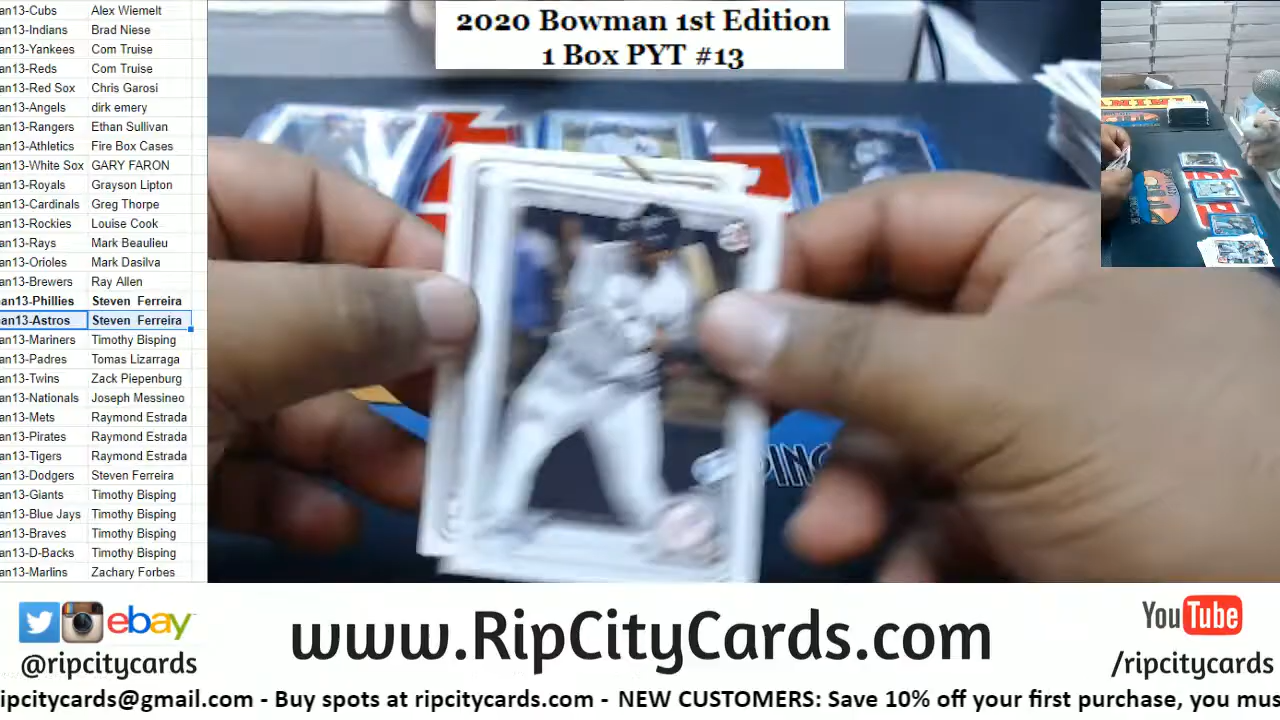 2020 Bowman 1st Edition
1 Box PYT #13
an13-Cubs Alex Wiemelt
an13-Indians Brad Niese
an13-Yankees Com Truise
an13-Reds Com Truise
an13-Red Sox Chris Garosi
an13-Angels dirk emery
an13-Rangers Ethan Sullivan
an13-Athletics Fire Box Cases
an13-White Sox GARY FARON
an13-Royals Grayson Lipton
an13-Cardinals Greg Thorpe
an13-Rockies Louise Cook
an13-Rays Mark Beaulieu
an13-Orioles Mark Dasilva
an13-Brewers Ray Allen
an13-Phillies Steven Ferreira
an13-Astros Steven Ferreira
an13-Mariners Timothy Bisping
an13-Padres Tomas Lizarraga
an13-Twins Zack Piepenburg
an13-Nationals Joseph Messineo
an13-Mets Raymond Estrada
an13-Pirates Raymond Estrada
an13-Tigers Raymond Estrada
an13-Dodgers Steven Ferreira
an13-Giants Timothy Bisping
an13-Blue Jays Timothy Bisping
an13-Braves Timothy Bisping
an13-D-Backs Timothy Bisping
an13-Marlins Zachary Forbes
ebay
@ripcitycards
www.RipCityCards.com
YouTube
/ripcitycards
ripcitycards@gmail.com - Buy spots at ripcitycards.com - NEW CUSTOMERS: Save 10% off your first purchase, you mus